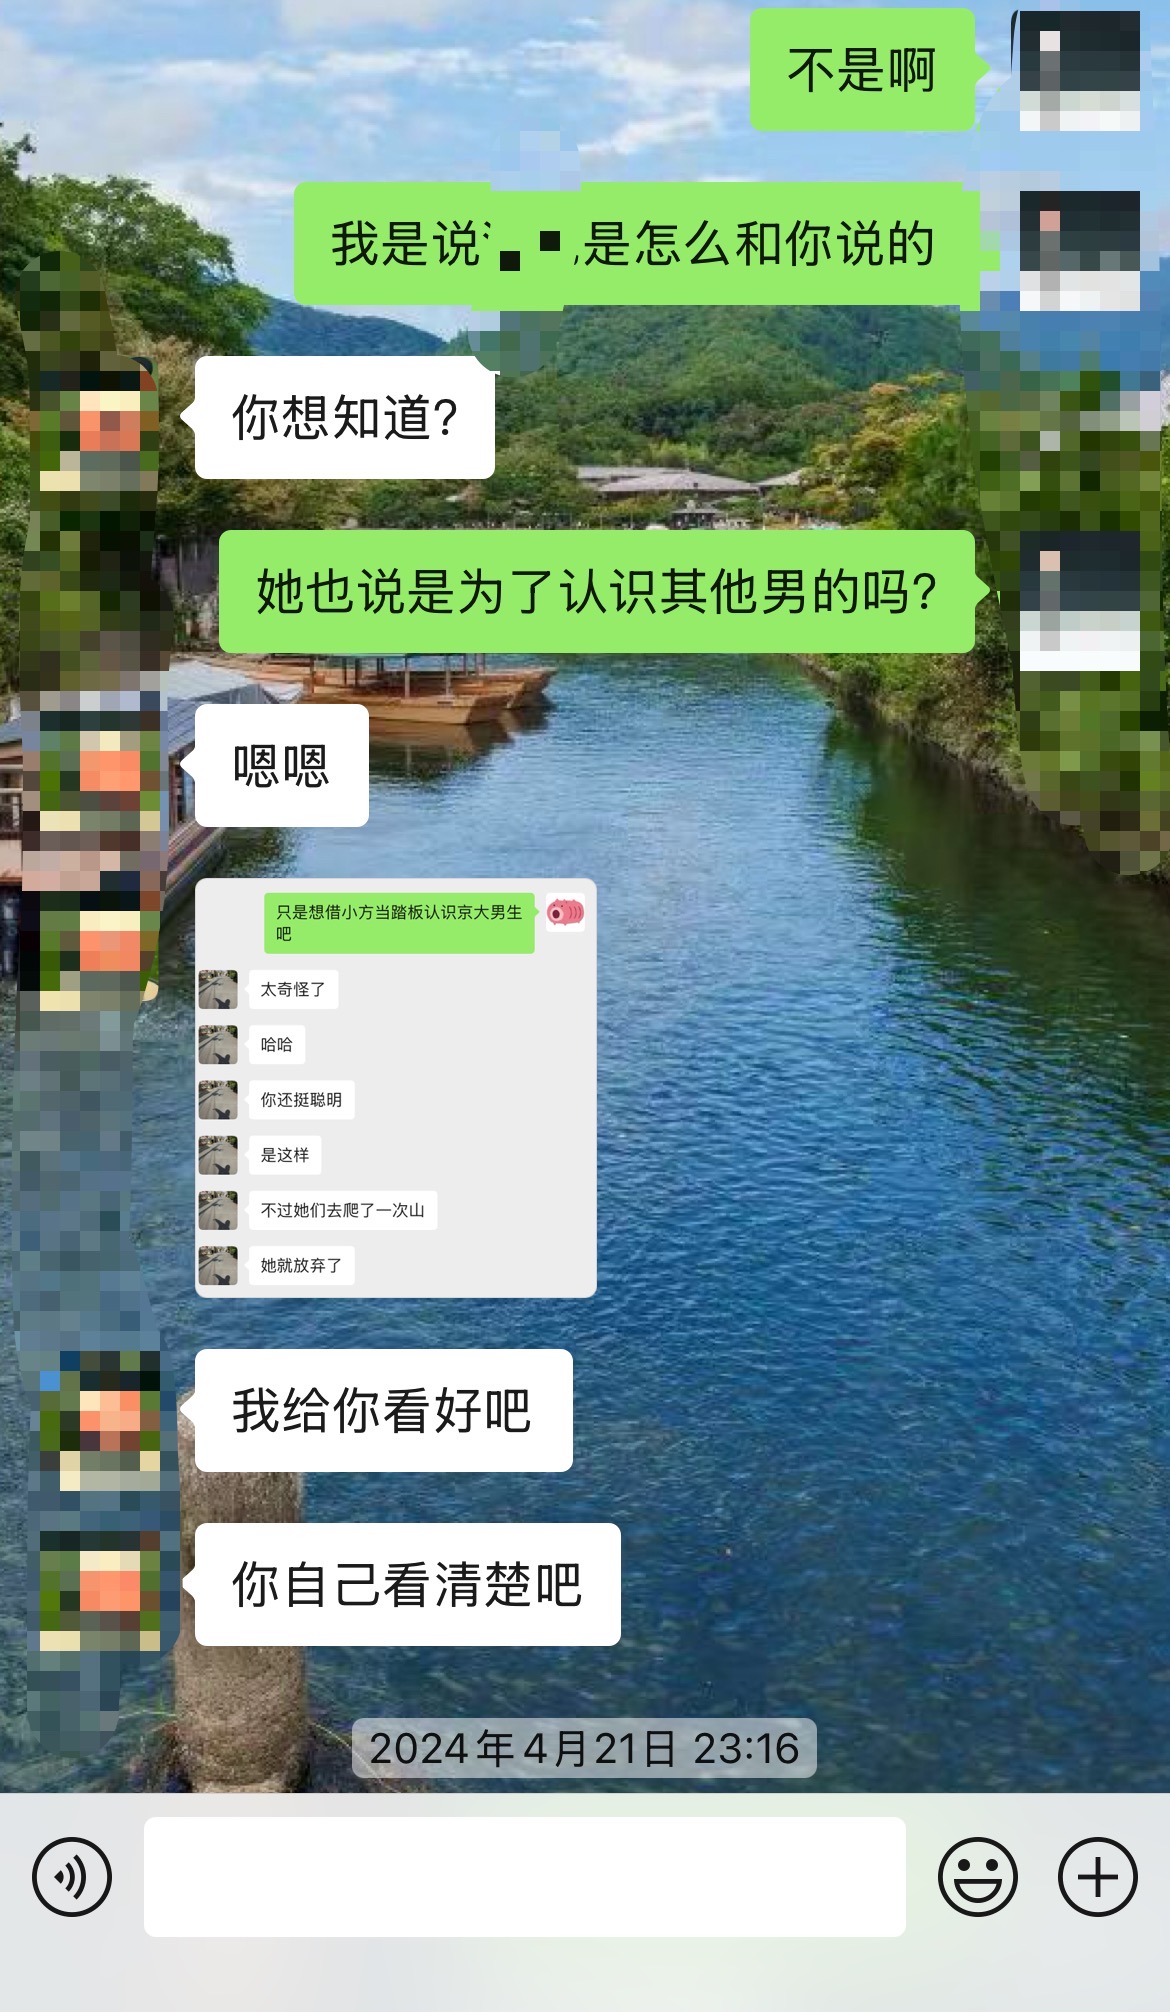 不是啊
我是说 是怎么和你说的
你想知道?
她也说是为了认识其他男的吗?
嗯嗯
只是想借小方当踏板认识京大男生
吧
太奇怪了
哈哈
你还挺聪明
是这样
不过她们去爬了一次山
她就放弃了
我给你看好吧
你自己看清楚吧
2024年4月21日 23:16